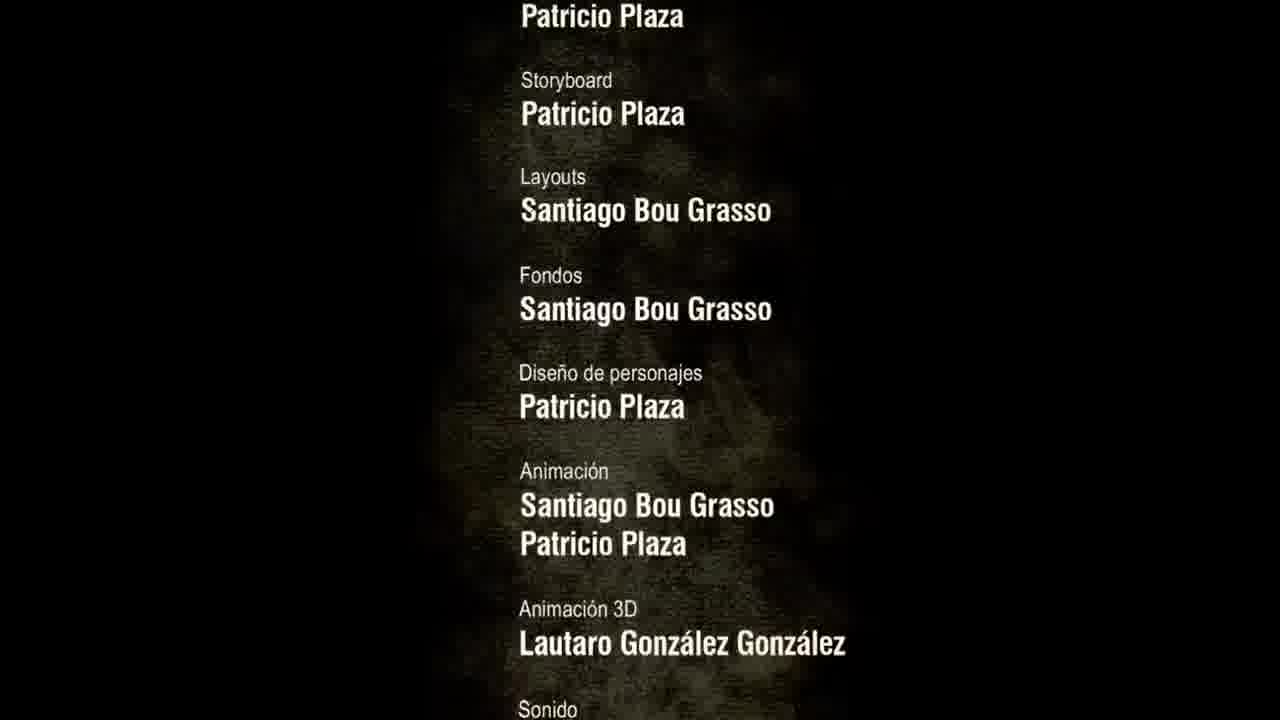 Patricio Plaza
Storyboard
Patricio Plaza
Layouts
Santiago Bou Grasso
Fondos
Santiago Bou Grasso
Diseño de personajes
Patricio Plaza
Animación
Santiago Bou Grasso
Patricio Plaza
Animación 3D
Lautaro González González
Sonido